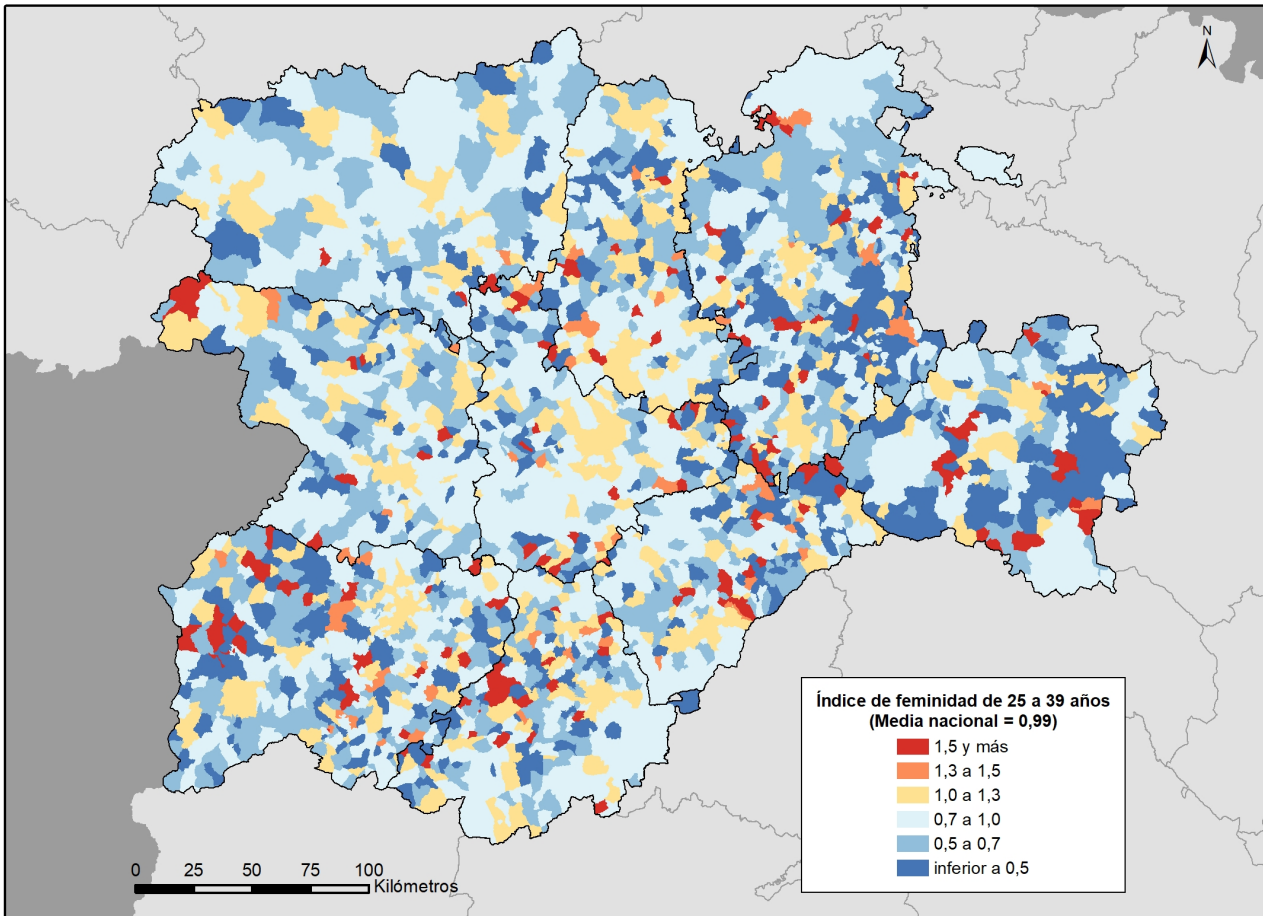 N
Índice de feminidad de 25 a 39 años
(Media nacional = 0,99)
1,5 y más
1,3 a 1,5
1,0 a 1,3
0,7 a 1,0
0,5 a 0,7
inferior a 0,5
0 25 50 75 100
Kilómetros